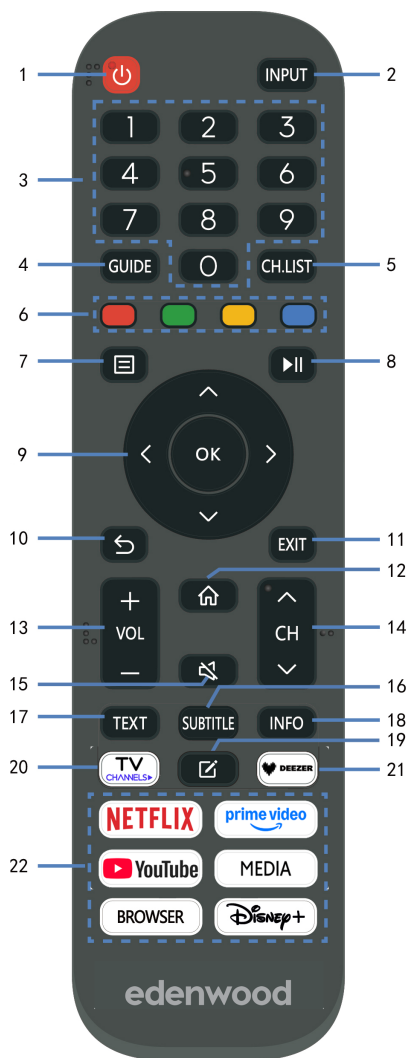 1
INPUT
2
1 2 3
3
4 5 6
7 8 9
4
GUIDE
0
CH.LIST
5
6
7
8
9
OK
10
EXIT
11
12
13
+
VOL
—
CH
14
15
16
17
TEXT
SUBTITLE
INFO
18
19
20
TV
CHANNELS
DEEZER
21
NETFLIX
prime video
22
YouTube
MEDIA
BROWSER
Disney+
edenwood